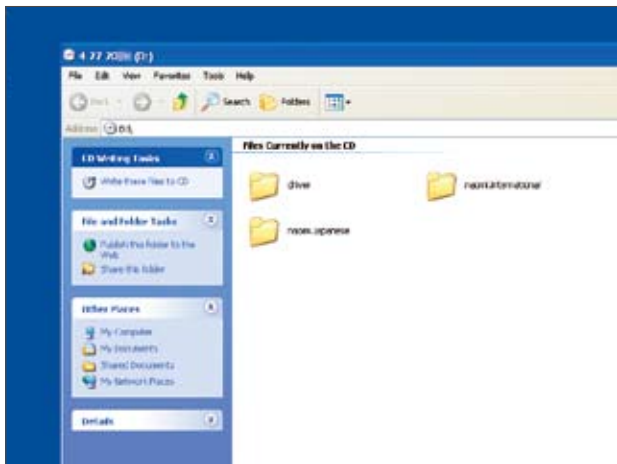 (D:)
File Edit View Favorites Tools Help
Search Folders
Address D:\
Files Currently on the CD
CD Writing Tasks
Write these files to CD
driver
File and Folder Tasks
Publish this folder to the
Web
Share this folder
Other Places
My Computer
My Documents
Shared Documents
My Network Places
Details